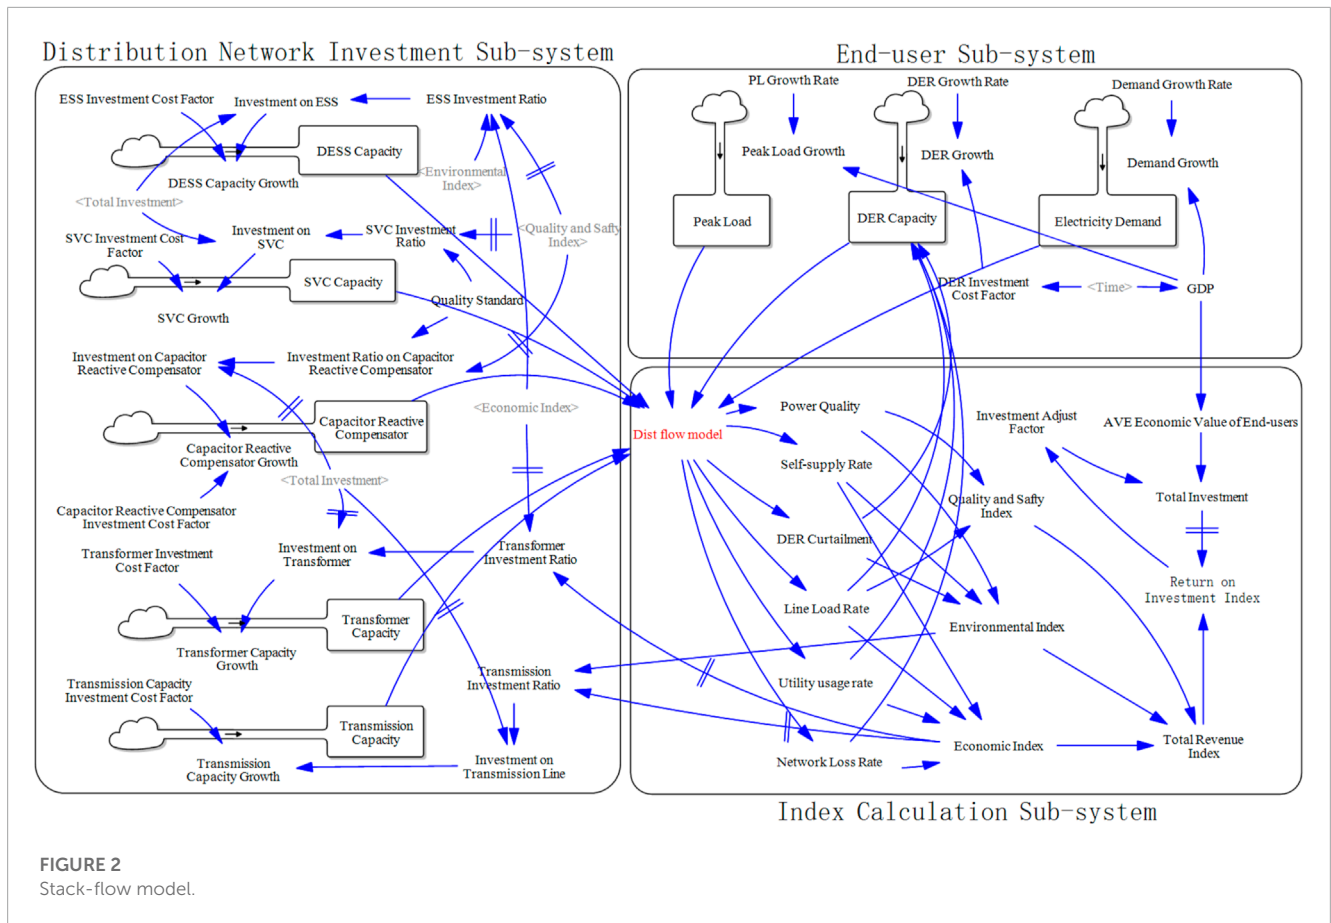 Distribution Network Investment Sub-system
ESS Investment Cost Factor
Investment on ESS
ESS Investment Ratio
DESS Capacity
<Environmental
Index>
DESS Capacity Growth
<Total Investment>
SVC Investment Cost
Factor
Investment on
SVC
SVC Investment
Ratio
<Quality and Safty
Index>
SVC Capacity
Quality Standard
SVC Growth
Investment on Capacitor
Reactive Compensator
Investment Ratio on Capacitor
Reactive Compensator
<Economic Index>
Capacitor Reactive
Compensator
Capacitor Reactive
Compensator Growth
<Total Investment>
Capacitor Reactive Compensator
Investment Cost Factor
Transformer Investment
Cost Factor
Investment on
Transformer
Transformer
Investment Ratio
Transformer
Capacity
Transformer Capacity
Growth
Transmission Capacity
Investment Cost Factor
Transmission
Investment Ratio
Transmission
Capacity
Transmission
Capacity Growth
Investment on
Transmission Line
End-user Sub-system
PL Growth Rate
DER Growth Rate
Demand Growth Rate
Peak Load Growth
DER Growth
Demand Growth
Peak Load
DER Capacity
Electricity Demand
DER Investment
Cost Factor
<Time>
GDP
Dist flow model
Power Quality
Investment Adjust
Factor
AVE Economic Value of End-users
Self-supply Rate
Quality and Safty
Index
Total Investment
DER Curtailment
Line Load Rate
Return on
Investment Index
Environmental Index
Utility usage rate
Economic Index
Total Revenue
Index
Network Loss Rate
Index Calculation Sub-system
FIGURE 2
Stack-flow model.